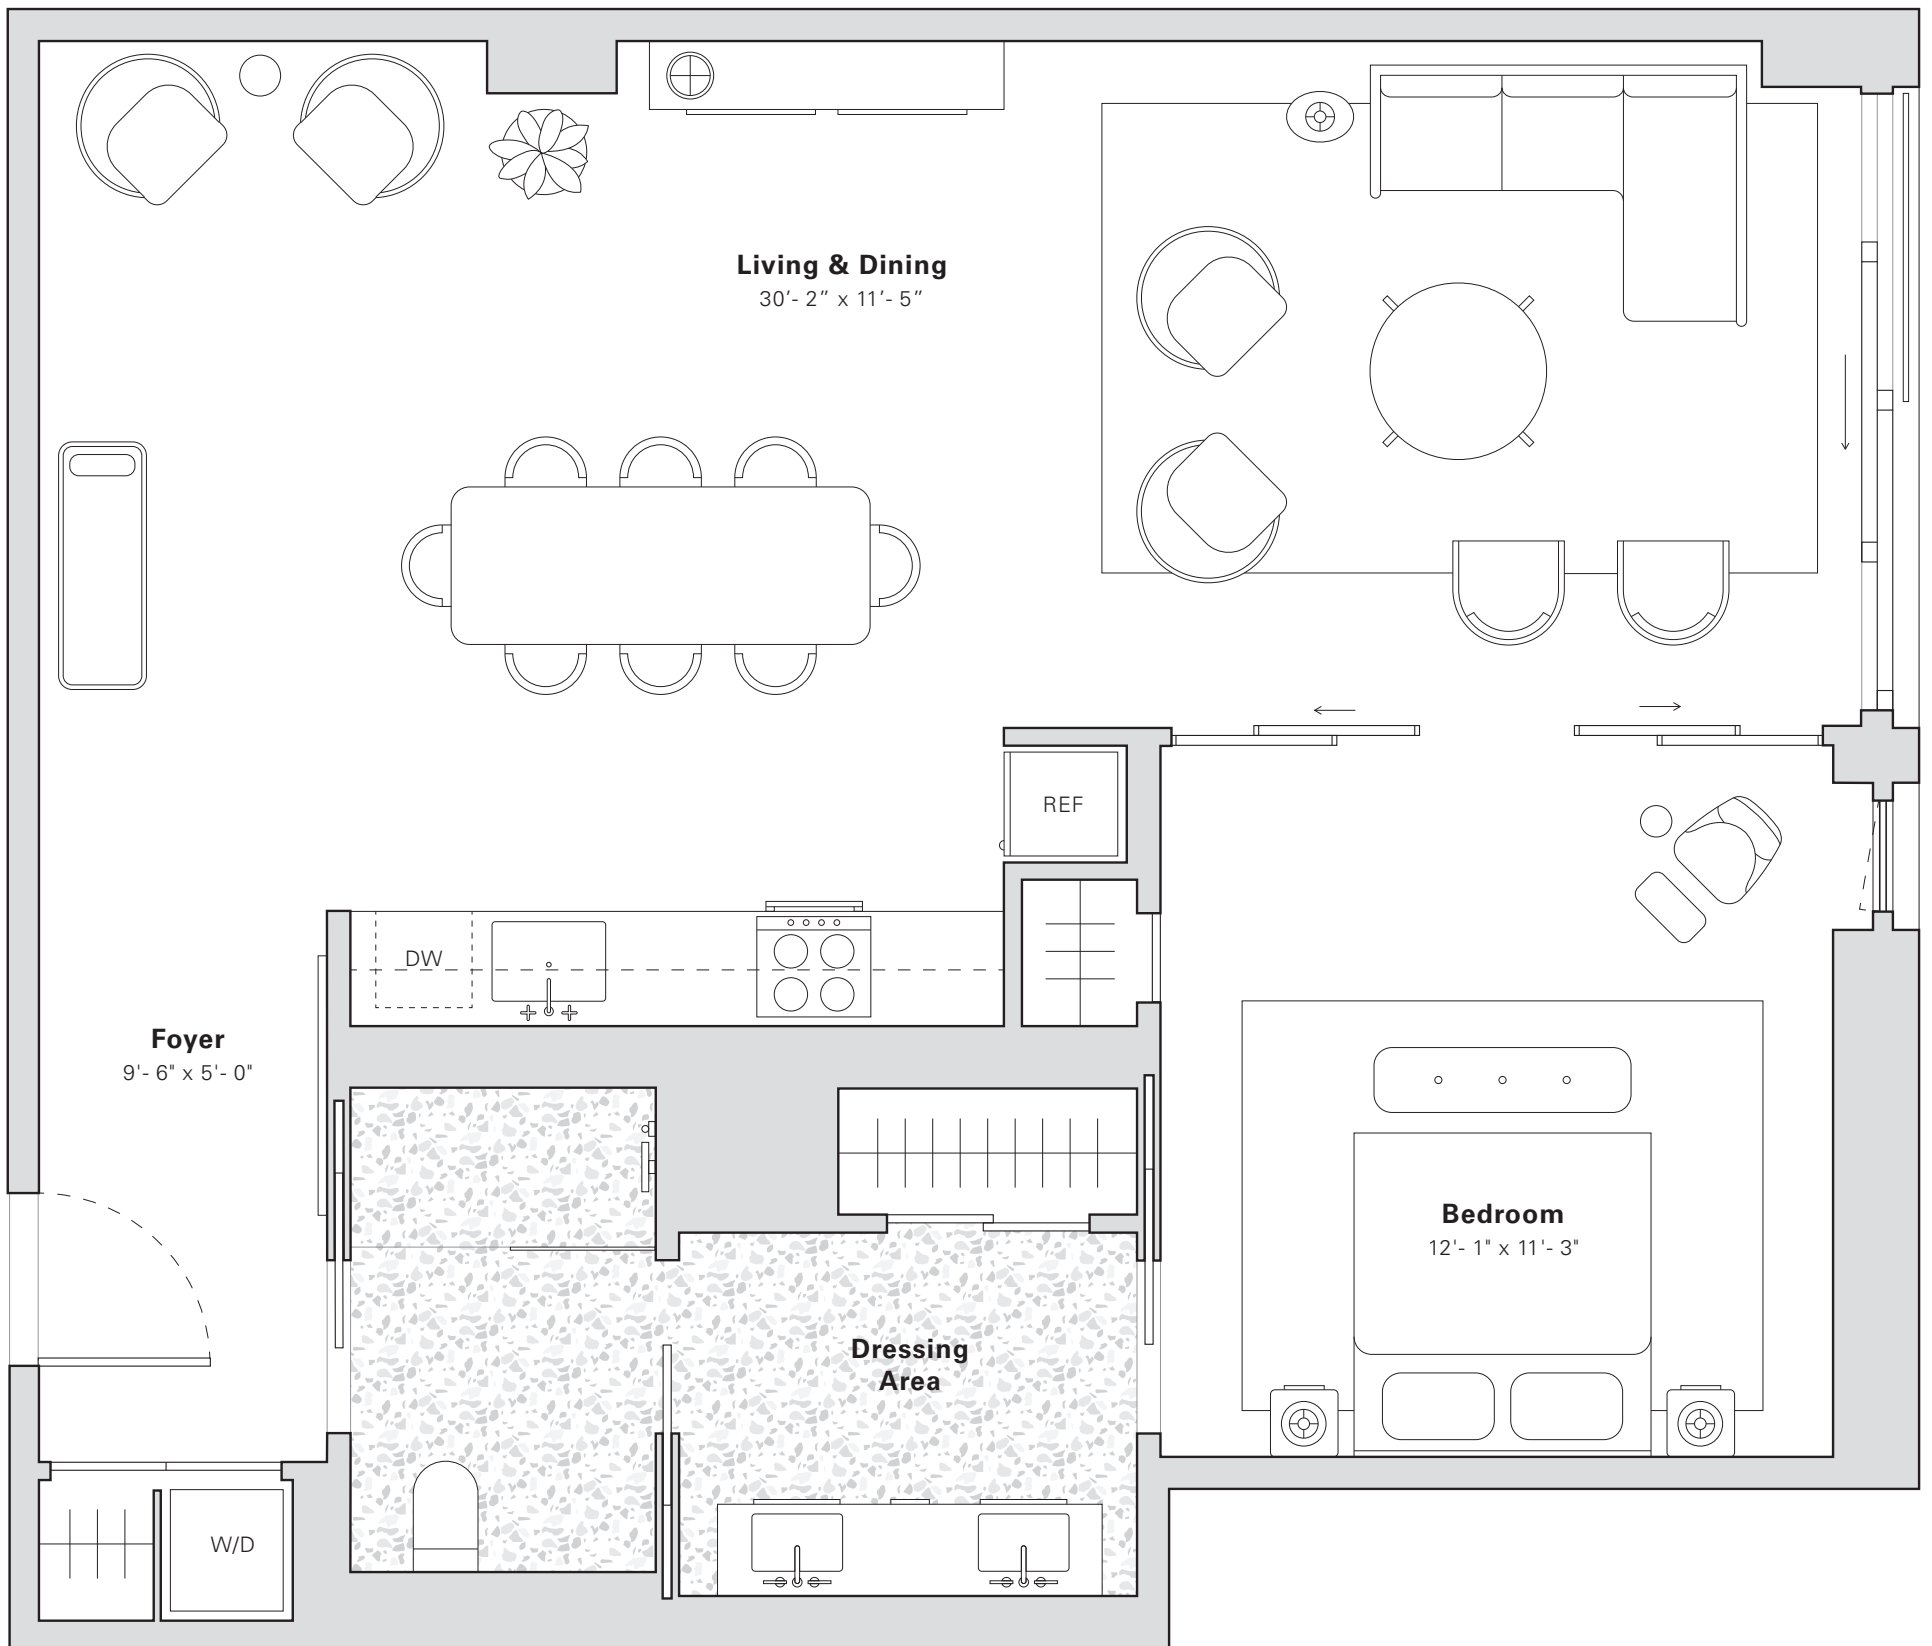 Living & Dining
30’- 2” x 11’- 5”
REF
DW
Foyer
9'- 6" x 5'- 0"
Bedroom
12'- 1" x 11'- 3"
Dressing
Area
W/D